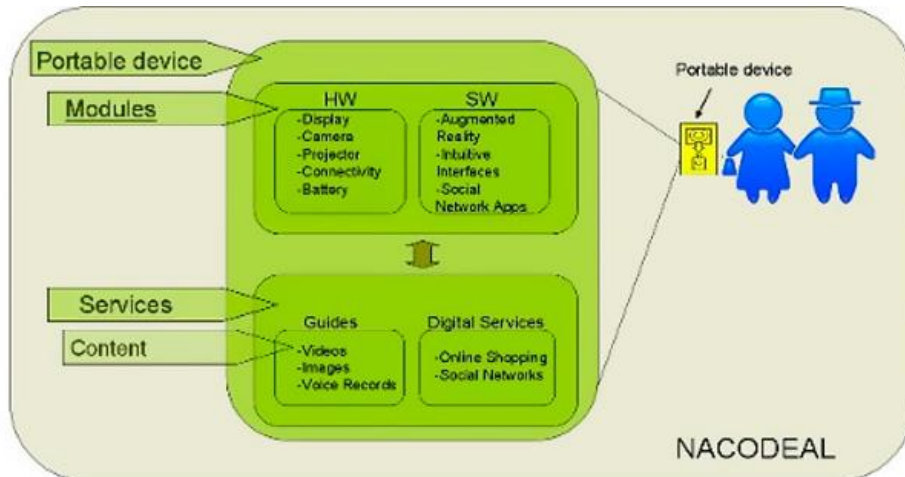 Portable device
Modules
HW
-Display
-Camera
-Projector
-Connectivity
-Battery
SW
-Augmented
Reality
-Intuitive
Interfeces
-Social
Network Apps
Services
Content
Guides
-Videos
-Images
-Voice Records
Digital Services
-Online Shopping
-Social Networks
Portable device
NACODEAL